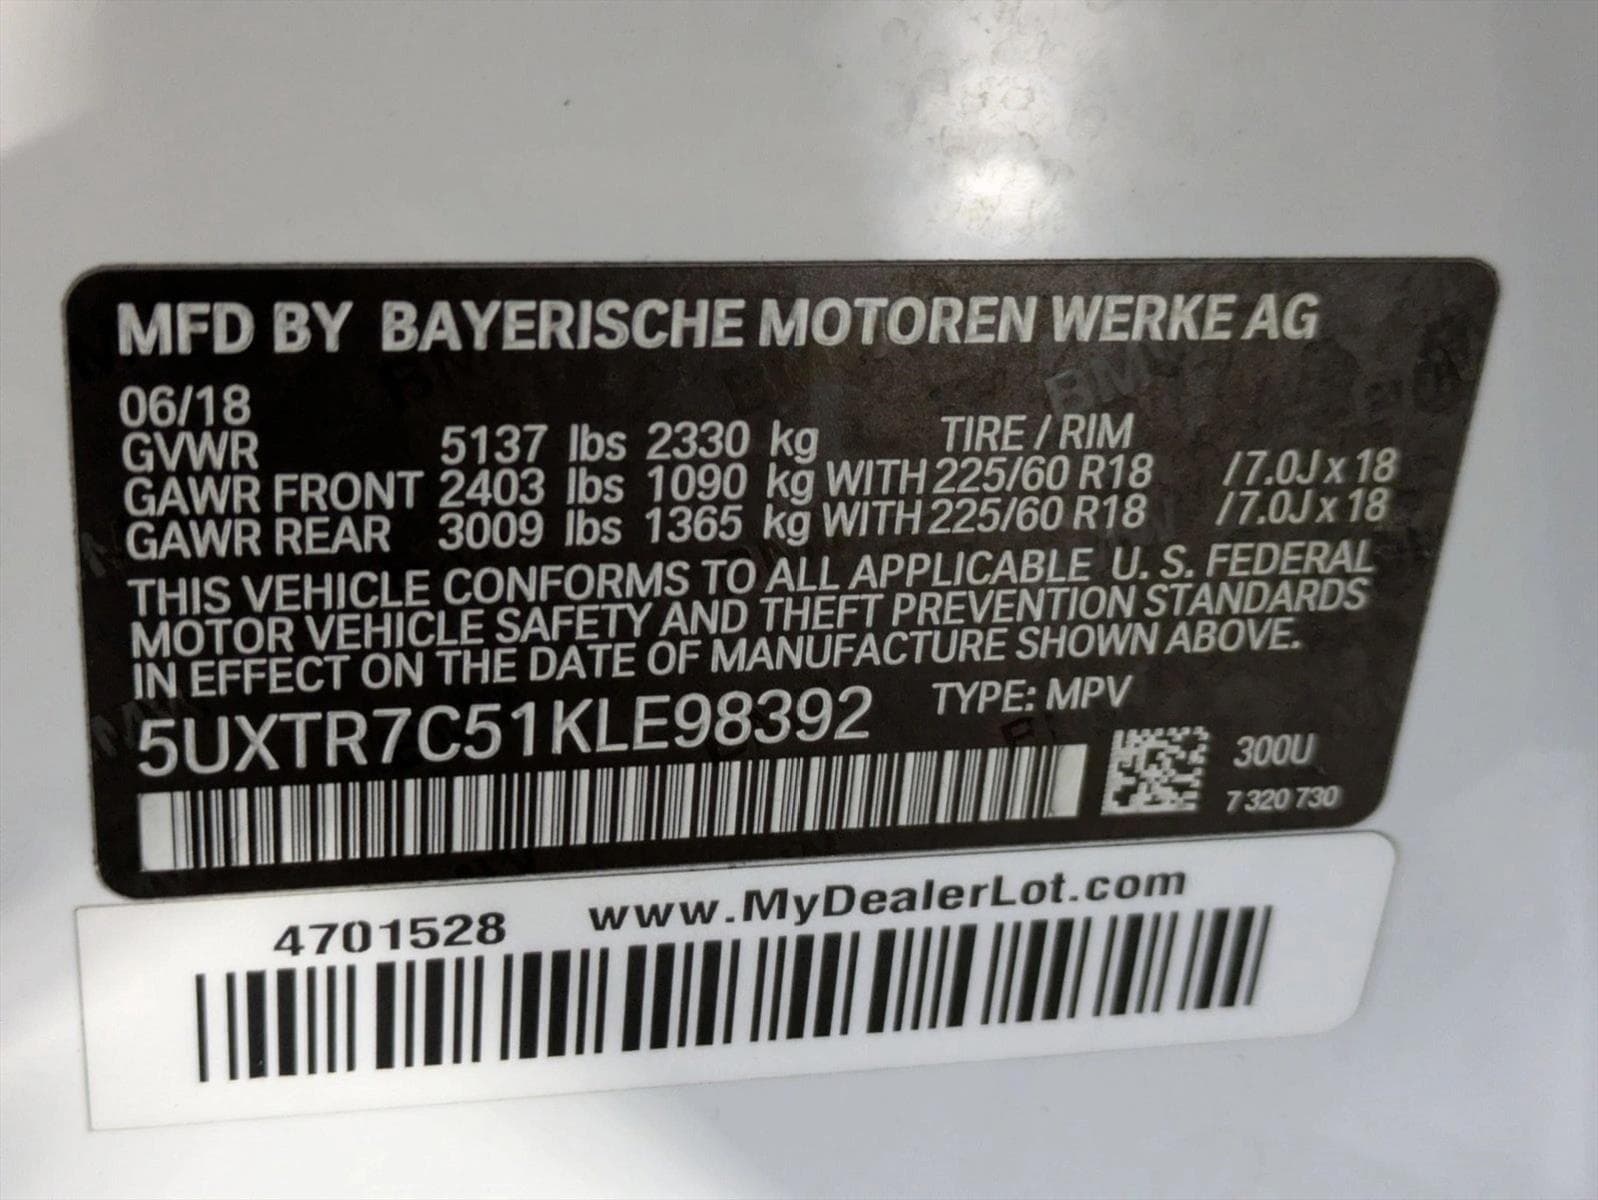 MFD BY BAYERISCHE MOTOREN WERKE AG
06/18
GVWR 5137 lbs 2330 kg TIRE / RIM
GAWR FRONT 2403 lbs 1090 kg WITH 225/60 R18 /7.0J x 18
GAWR REAR 3009 lbs 1365 kg WITH 225/60 R18 /7.0J x 18
THIS VEHICLE CONFORMS TO ALL APPLICABLE U. S. FEDERAL
MOTOR VEHICLE SAFETY AND THEFT PREVENTION STANDARDS
IN EFFECT ON THE DATE OF MANUFACTURE SHOWN ABOVE.
5UXTR7C51KLE98392 TYPE: MPV
300U
7 320 730
4701528 www.MyDealerLot.com